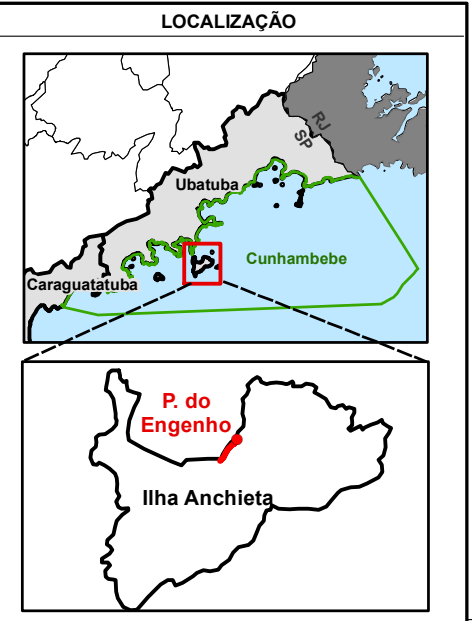 LOCALIZAÇÃO
RJ
SP
Ubatuba
Cunhambebe
Caraguatatuba
P. do
Engenho
Ilha Anchieta